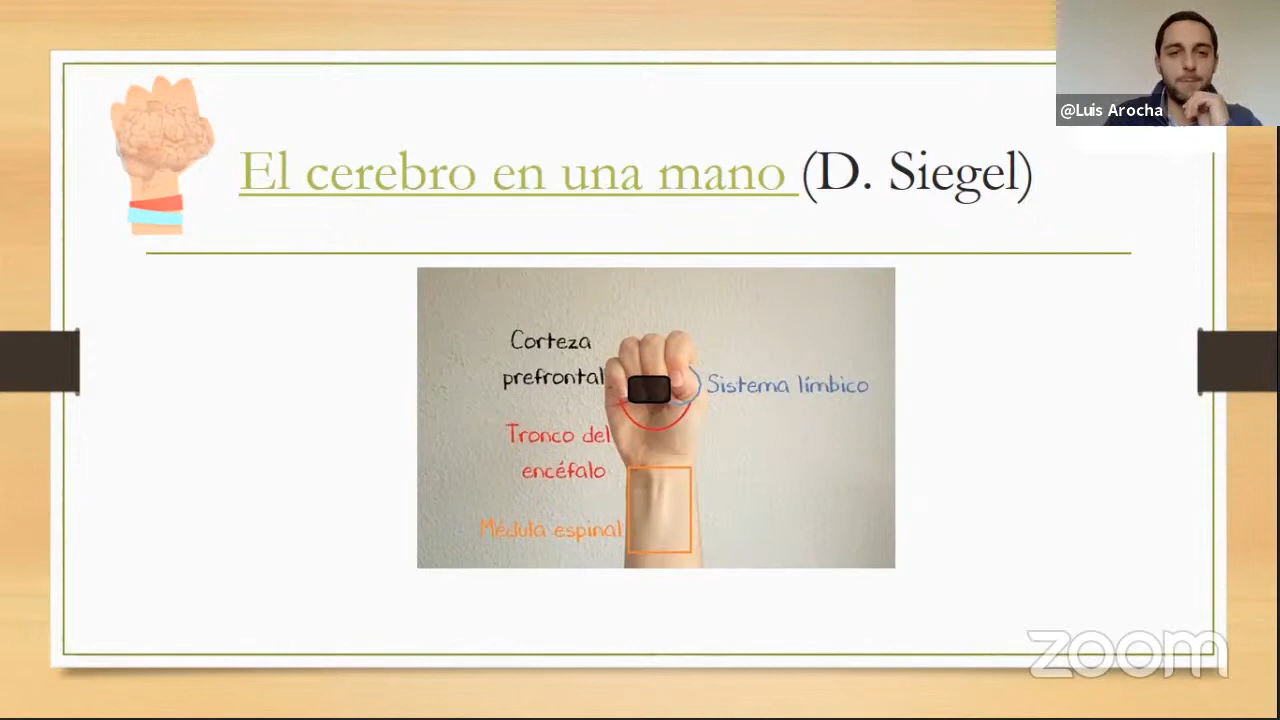 @Luis Arocha
El cerebro en una mano (D. Siegel)
Corteza
prefrontal
Sistema límbico
Tronco del
encéfalo
Médula espinal
zoom